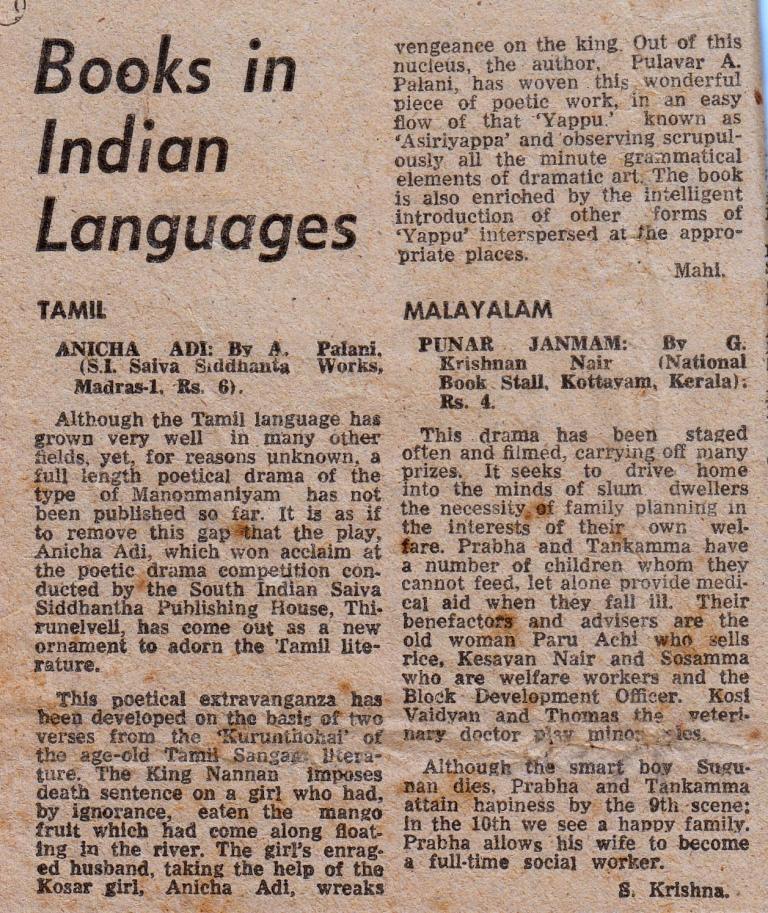 Books in
Indian
Languages
TAMIL
ANICHA ADI: By A. Palani.
(S.I. Saiva Siddhanta Works,
Madras-1. Rs. 6).
Although the Tamil language has
grown very well in many other
fields, yet, for reasons unknown, a
full length poetical drama of the
type of Manonmaniyam has not
been published so far. It is as if
to remove this gap that the play,
Anicha Adi, which won acclaim at
the poetic drama competition con-
ducted by the South Indian Saiva
Siddhantha Publishing House, Thi-
runelveli, has come out as a new
ornament to adorn the Tamil lite-
rature.
This poetical extravanganza has
been developed on the basis of two
verses from the 'Kurunthohai' of
the age-old Tamil Sangam litera-
ture. The King Nannan imposes
death sentence on a girl who had,
by ignorance, eaten the mango
fruit which had come along float-
ing in the river. The girl's enrag-
ed husband, taking the help of the
Kosar girl, Anicha Adi, wreaks
vengeance on the king. Out of this
nucleus, the author, Pulavar A.
Palani, has woven this wonderful
piece of poetic work, in an easy
flow of that 'Yappu.' known as
'Asiriyappa' and observing scrupul-
ously all the minute grammatical
elements of dramatic art. The book
is also enriched by the intelligent
introduction of other forms of
'Yappu' interspersed at the appro-
priate places.
Mahi.
MALAYALAM
PUNAR JANMAM: By G.
Krishnan Nair (National
Book Stall, Kottayam, Kerala);
Rs. 4.
This drama has been staged
often and filmed, carrying off many
prizes. It seeks to drive home
into the minds of slum dwellers
the necessity of family planning in
the interests of their own wel-
fare. Prabha and Tankamma have
a number of children whom they
cannot feed, let alone provide medi-
cal aid when they fall ill. Their
benefactors and advisers are the
old woman Paru Achi who sells
rice, Kesavan Nair and Sosamma
who are welfare workers and the
Block Development Officer. Kosi
Vaidyan and Thomas the veteri-
nary doctor play minor
Although the smart boy Sugu-
nan dies, Prabha and Tankamma
attain hapiness by the 9th scene;
in the 10th we see a happy family.
Prabha allows his wife to become
a full-time social worker.
S. Krishna.